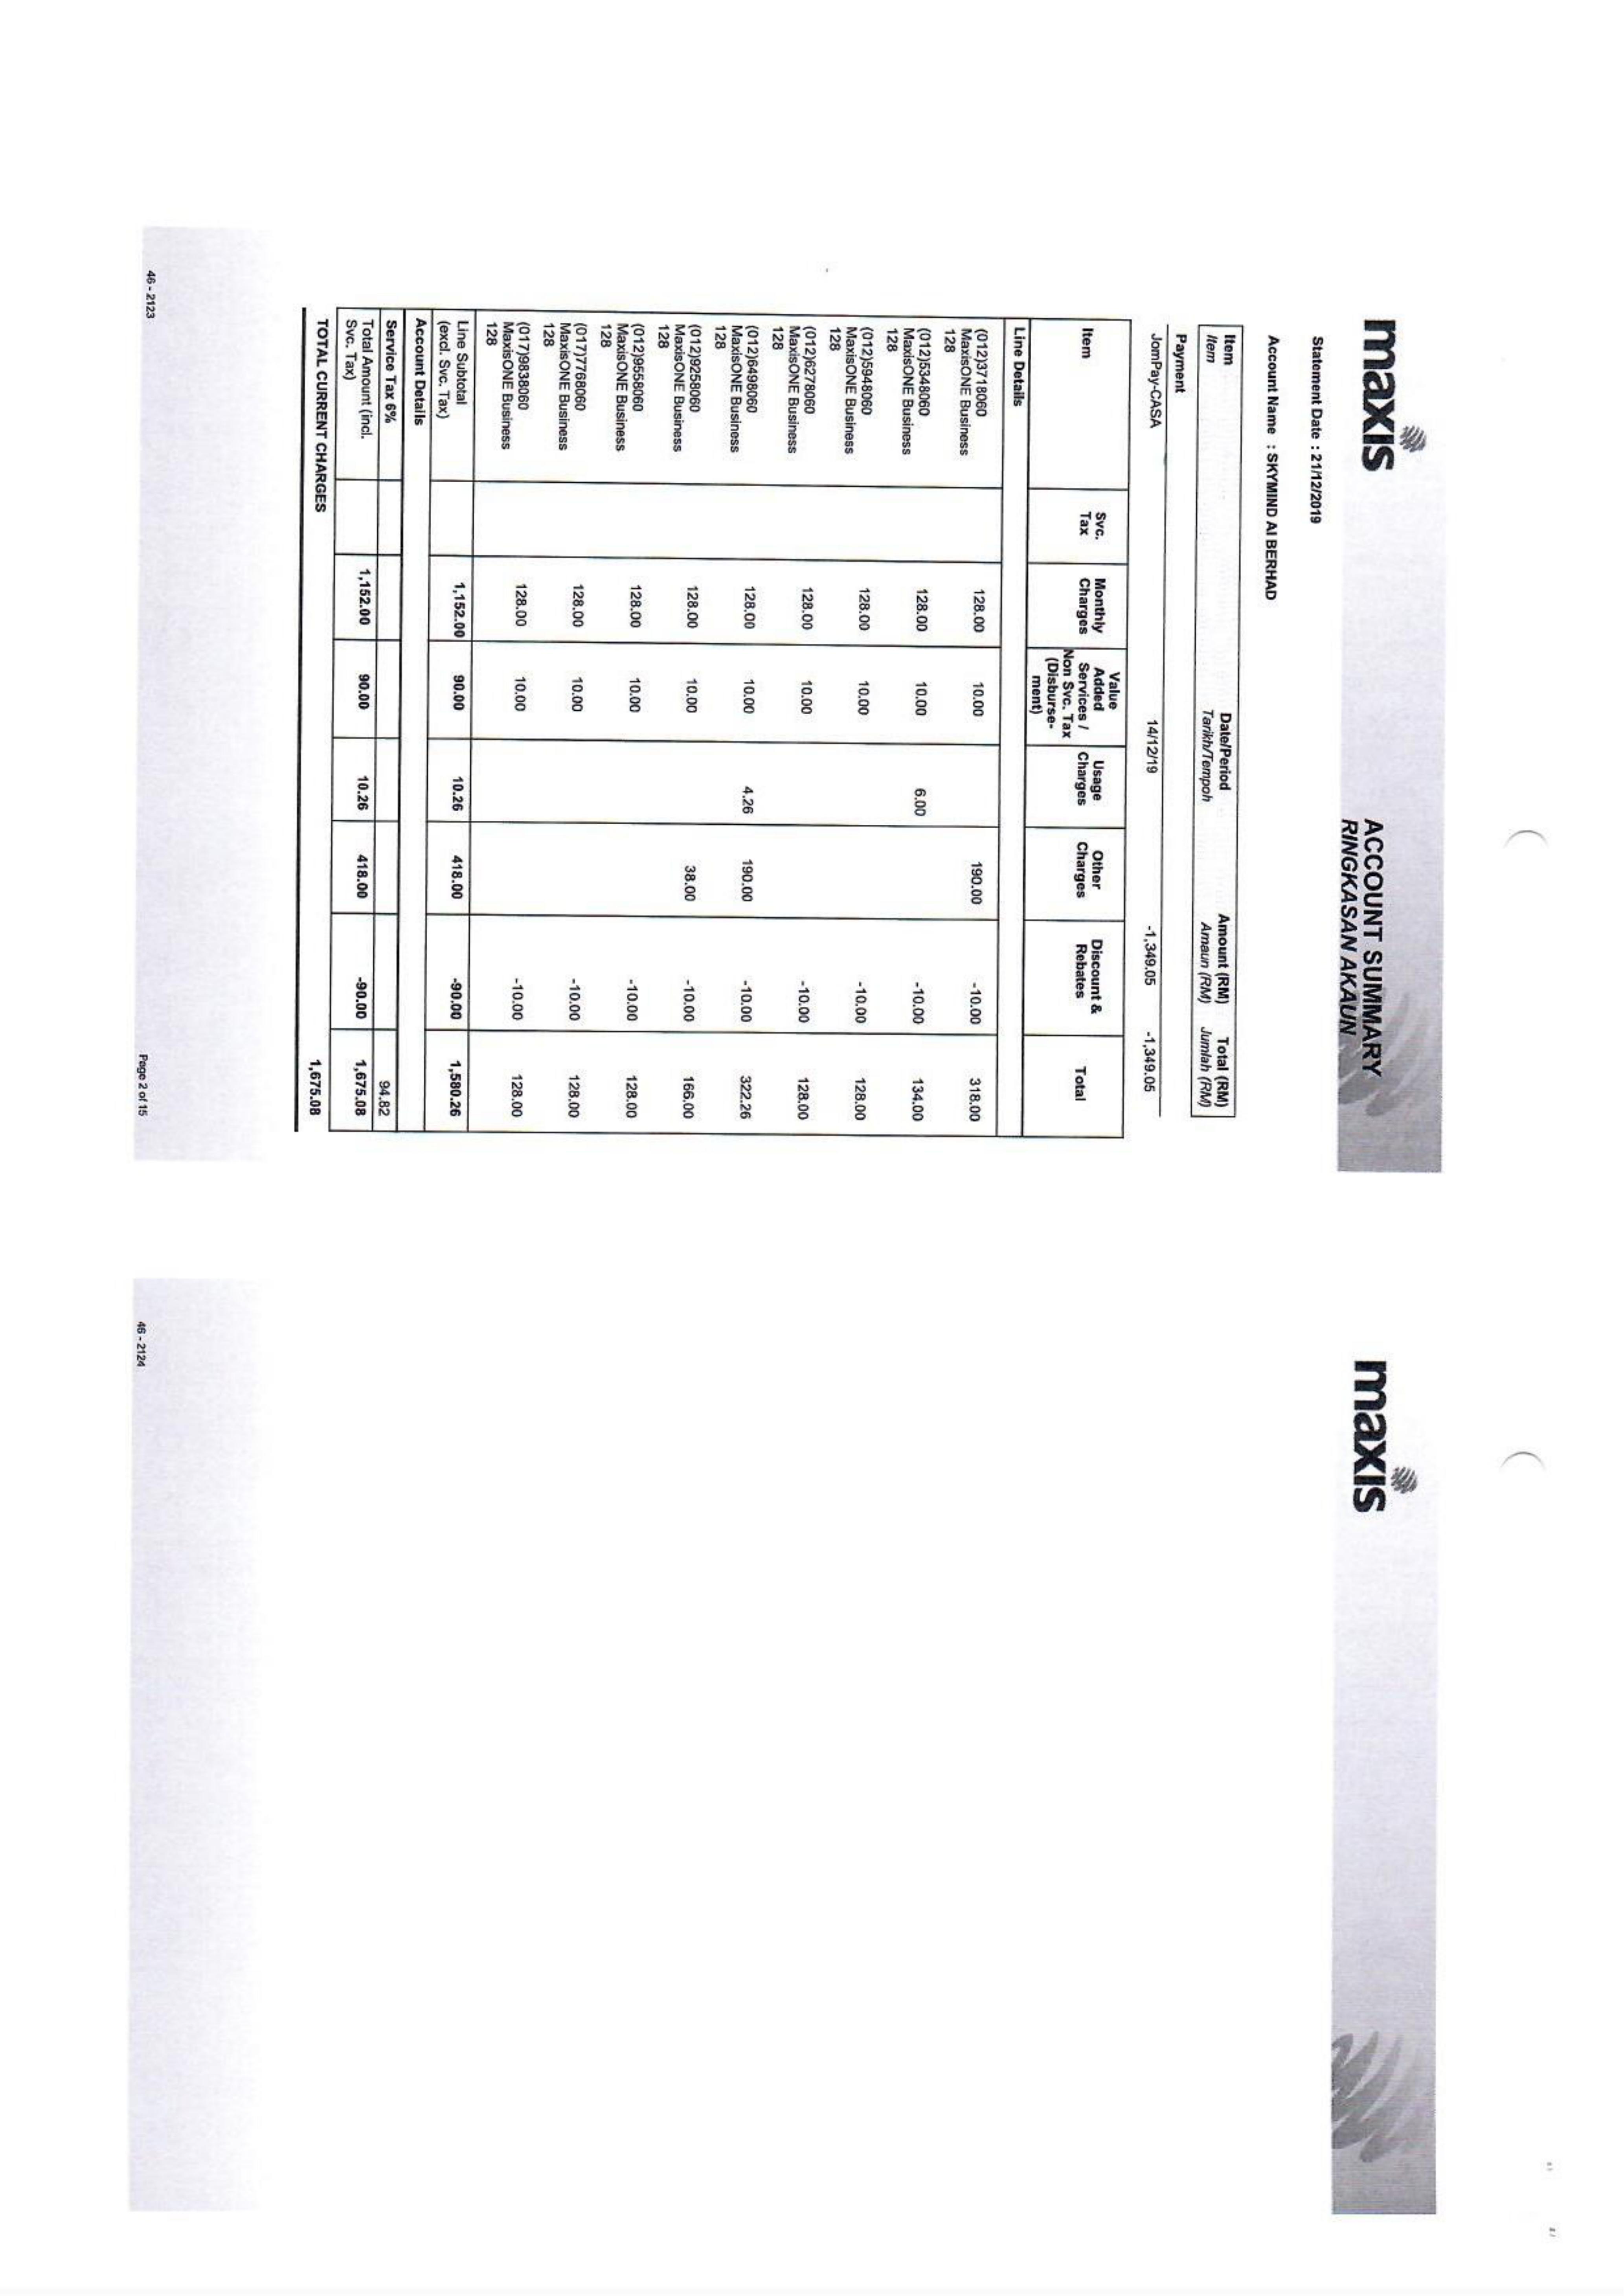 maxis
ACCOUNT SUMMARY
RINGKASAN AKAUN
Statement Date : 21/12/2019
Account Name : SKYMIND AI BERHAD
Item Date/Period Amount (RM) Total (RM)
Item Tarikh/Tempoh Amaun (RM) Jumlah (RM)
Payment
JomPay-CASA 14/12/19 -1,349.05 -1,349.05
Item Svc. Tax Monthly Charges Value Added Services / Non Svc. Tax (Disburse-ment) Usage Charges Other Charges Discount & Rebates Total
Line Details
(012)3718060 128.00 10.00 190.00 -10.00 318.00
MaxisONE Business
128
(012)5348060 128.00 10.00 6.00 -10.00 134.00
MaxisONE Business
128
(012)5948060 128.00 10.00 -10.00 128.00
MaxisONE Business
128
(012)6278060 128.00 10.00 -10.00 128.00
MaxisONE Business
128
(012)6498060 128.00 10.00 4.26 190.00 -10.00 322.26
MaxisONE Business
128
(012)9258060 128.00 10.00 38.00 -10.00 166.00
MaxisONE Business
128
(012)9558060 128.00 10.00 -10.00 128.00
MaxisONE Business
128
(017)7768060 128.00 10.00 -10.00 128.00
MaxisONE Business
128
(017)9838060 128.00 10.00 -10.00 128.00
MaxisONE Business
128
Line Subtotal 1,152.00 90.00 10.26 418.00 -90.00 1,580.26
(excl. Svc. Tax)
Account Details
Service Tax 6% 94.82
Total Amount (incl. 1,152.00 90.00 10.26 418.00 -90.00 1,675.08
Svc. Tax)
TOTAL CURRENT CHARGES 1,675.08
46 - 2123 Page 2 of 15
maxis
46 - 2124